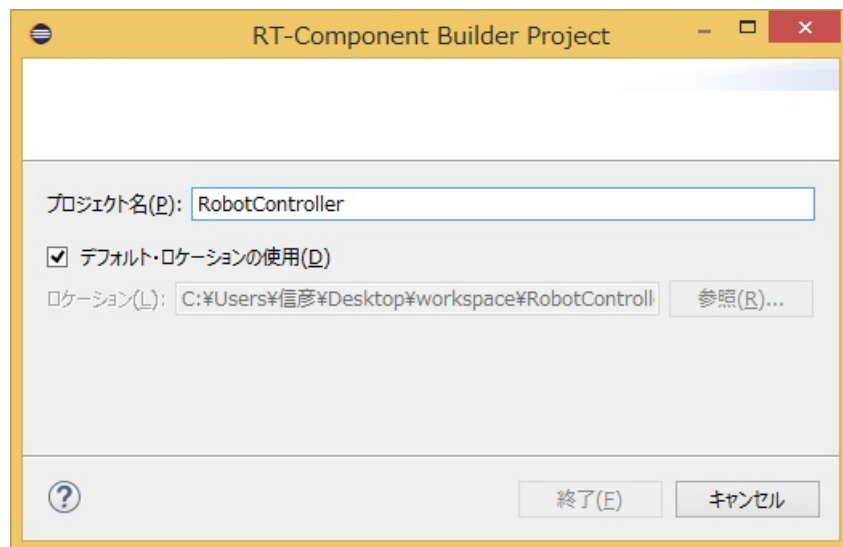 RT-Component Builder Project
プロジェクト名(P): RobotController
デフォルト・ロケーションの使用(D)
ロケーション(L): C:¥Users¥信彦¥Desktop¥workspace¥RobotControll 参照(R)...
終了(F) キャンセル